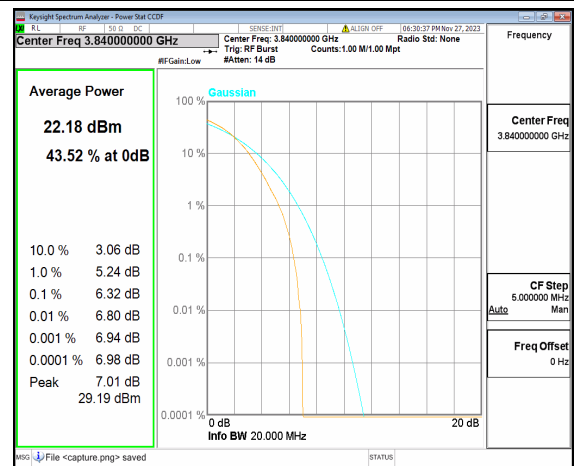 Keysight Spectrum Analyzer - Power Stat CCDF
RL RF 50 Ω DC SENSE:INT ALIGN OFF 06:30:37 PM Nov 27, 2023
Center Freq 3.840000000 GHz
Center Freq: 3.840000000 GHz Radio Std: None
Trig: RF Burst Counts:1.00 M/1.00 Mpt
#IFGain:Low #Atten: 14 dB
Frequency
Average Power
22.18 dBm
43.52 % at 0dB
10.0 % 3.06 dB
1.0 % 5.24 dB
0.1 % 6.32 dB
0.01 % 6.80 dB
0.001 % 6.94 dB
0.0001 % 6.98 dB
Peak 7.01 dB
29.19 dBm
Gaussian
100 %
10 %
1 %
0.1 %
0.01 %
0.001 %
0.0001 %
0 dB 20 dB
Info BW 20.000 MHz
Center Freq
3.840000000 GHz
CF Step
5.000000 MHz
Auto Man
Freq Offset
0 Hz
MSG File <capture.png> saved STATUS